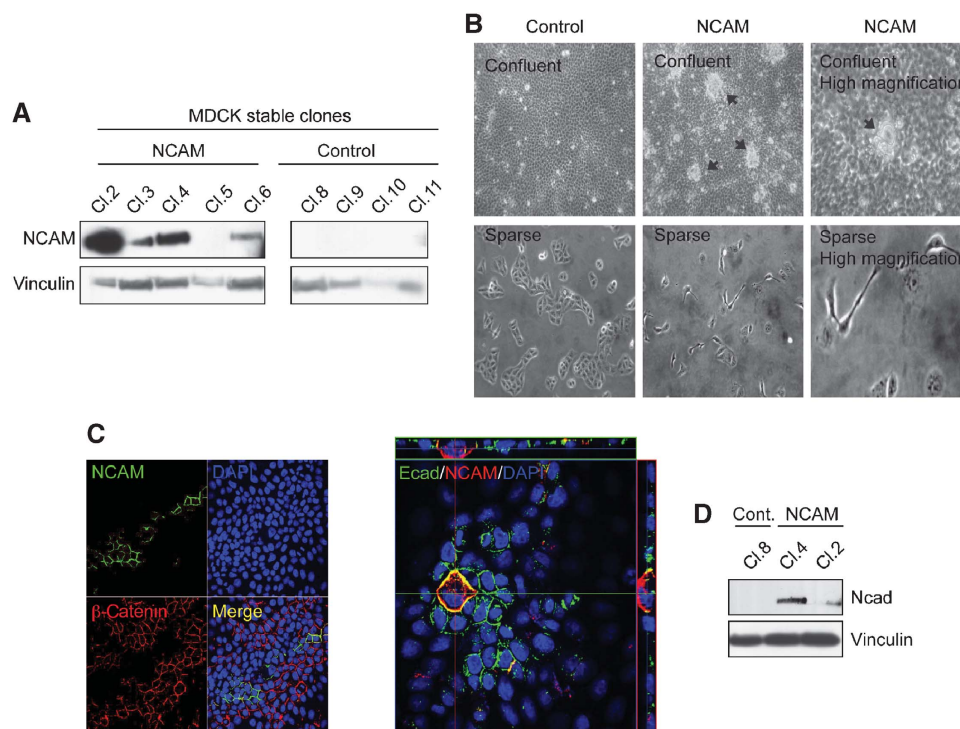 A
MDCK stable clones
NCAM Control
Cl.2 Cl.3 Cl.4 Cl.5 Cl.6 Cl.8 Cl.9 Cl.10 Cl.11
NCAM
Vinculin
B
Control NCAM NCAM
Confluent Confluent Confluent
High magnification
Sparse Sparse Sparse
High magnification
C
NCAM DAPI
β-Catenin Merge
Ecad/NCAM/DAPI
D
Cont. NCAM
Cl.8 Cl.4 Cl.2
Ncad
Vinculin